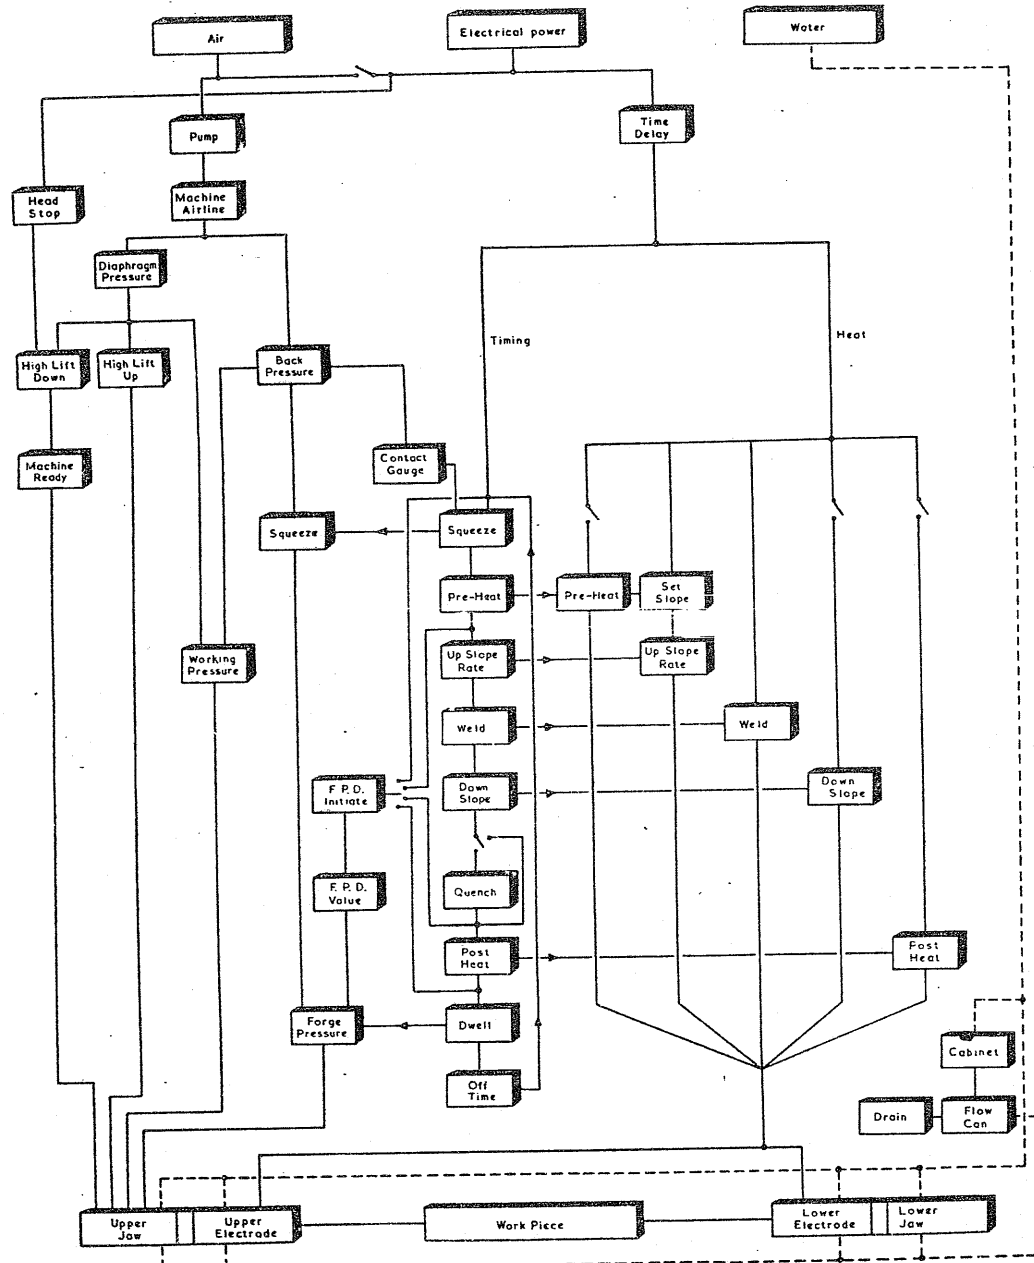 Air
Electrical power
Water
Pump
Time
Delay
Head
Stop
Machine
Airline
Diaphragm
Pressure
Timing
Heat
High Lift
Down
High Lift
Up
Back
Pressure
Machine
Ready
Contact
Gauge
Squeeze
Squeeze
Pre-Heat
Pre-Heat
Set
Slope
Working
Pressure
Up Slope
Rate
Up Slope
Rate
Weld
Weld
F. P. D.
Initiate
Down
Slope
Down
Slope
F. P. D.
Value
Quench
Post
Heat
Post
Heat
Forge
Pressure
Dwell
Cabinet
Off
Time
Drain
Flow
Can
Upper
Jaw
Upper
Electrode
Work Piece
Lower
Electrode
Lower
Jaw